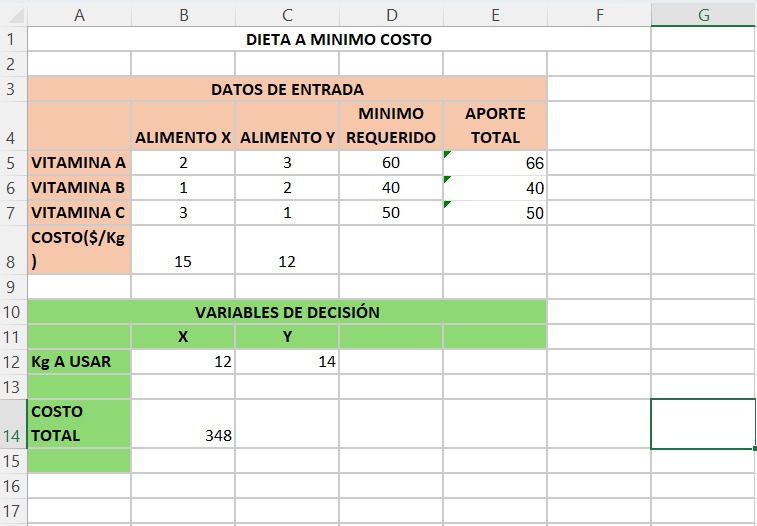 A B C D E F G
1 DIETA A MINIMO COSTO
2
3 DATOS DE ENTRADA
MINIMO APORTE
4 ALIMENTO X ALIMENTO Y REQUERIDO TOTAL
5 VITAMINA A 2 3 60 66
6 VITAMINA B 1 2 40 40
7 VITAMINA C 3 1 50 50
COSTO($/Kg
8 ) 15 12
9
10 VARIABLES DE DECISIÓN
11 X Y
12 Kg A USAR 12 14
13
COSTO
14 TOTAL 348
15
16
17